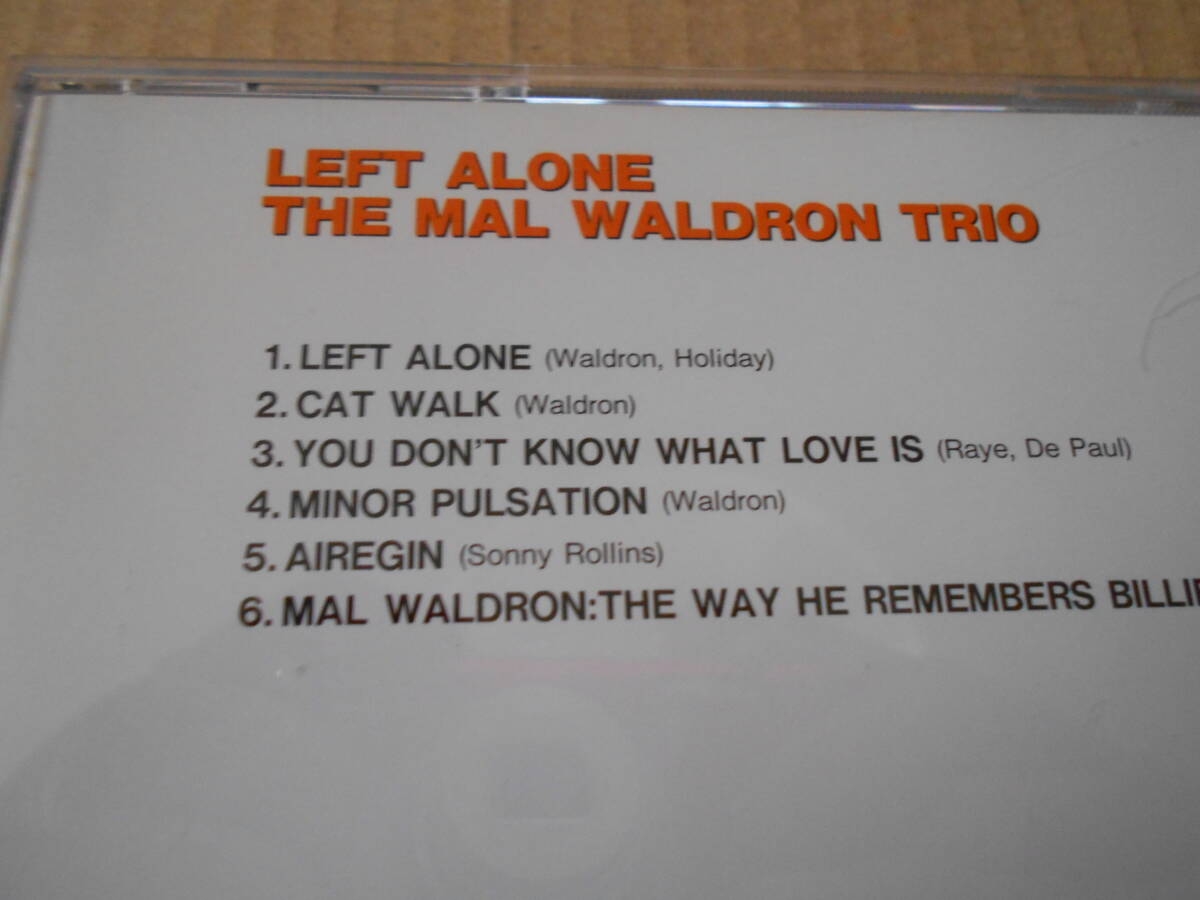 LEFT ALONE
THE MAL WALDRON TRIO
1. LEFT ALONE (Waldron, Holiday)
2. CAT WALK (Waldron)
3. YOU DON'T KNOW WHAT LOVE IS (Raye, De Paul)
4. MINOR PULSATION (Waldron)
5. AIREGIN (Sonny Rollins)
6. MAL WALDRON:THE WAY HE REMEMBERS BILLIE